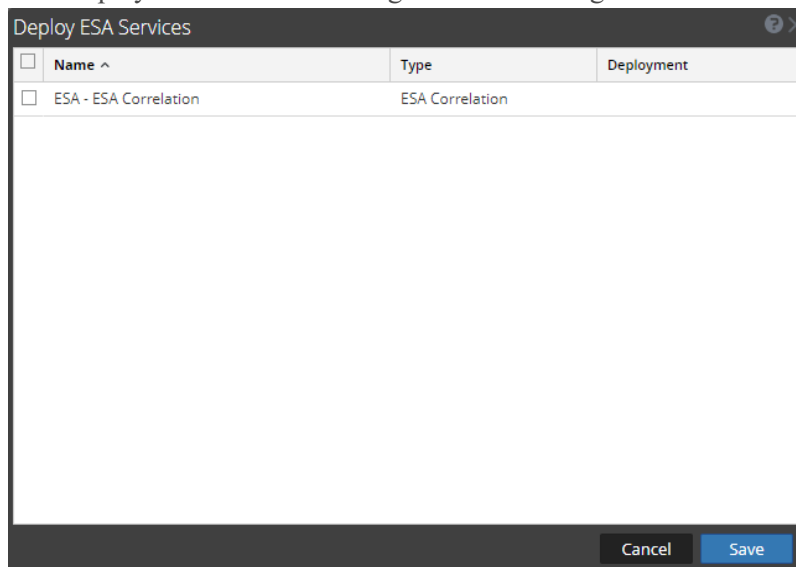 Deploy ESA Services
Name Type Deployment
ESA - ESA Correlation ESA Correlation
Cancel Save